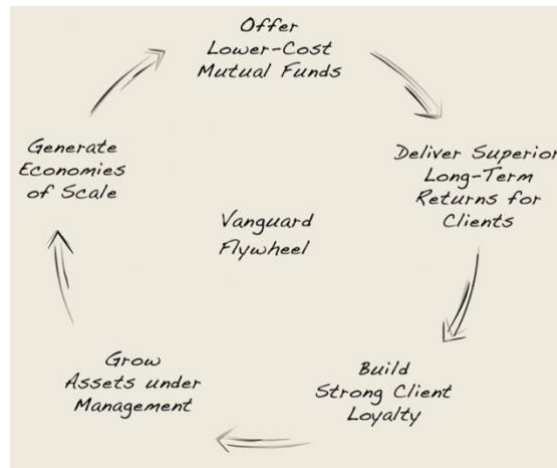 Offer
Lower-Cost
Mutual Funds
Deliver Superior
Long-Term
Returns for
Clients
Build
Strong Client
Loyalty
Grow
Assets under
Management
Generate
Economies
of Scale
Vanguard
Flywheel